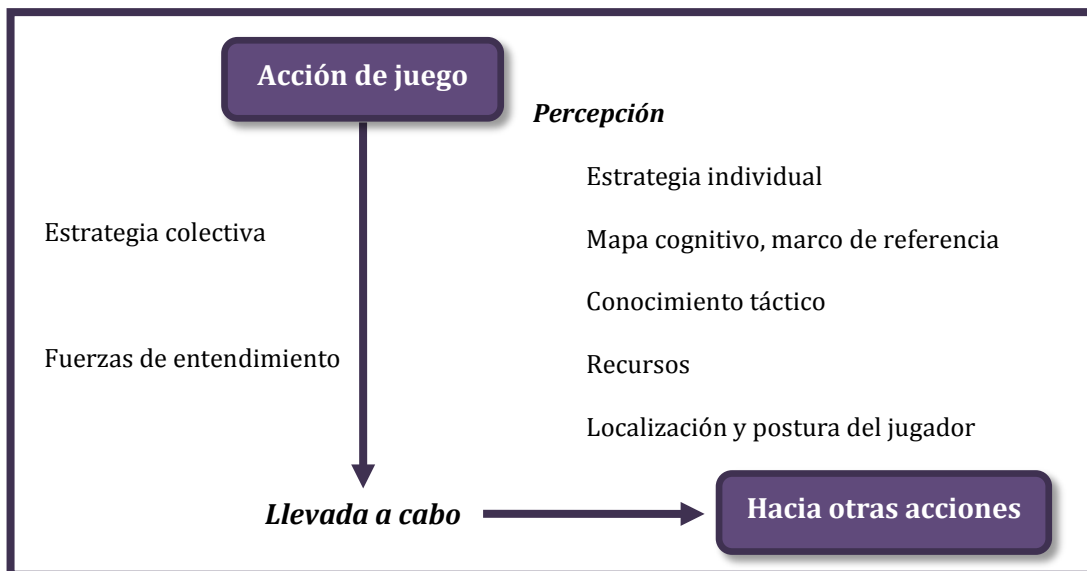 Acción de juego
Percepción
Estrategia individual
Estrategia colectiva
Mapa cognitivo, marco de referencia
Conocimiento táctico
Fuerzas de entendimiento
Recursos
Localización y postura del jugador
Llevada a cabo
Hacia otras acciones